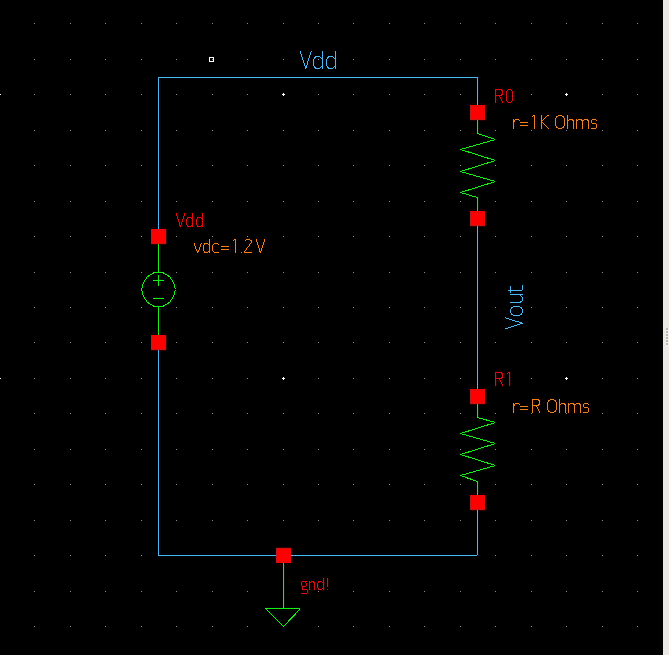 Vdd
R0
r=1K Ohms
Vdd
vdc=1.2V
Vout
R1
r=R Ohms
gnd!